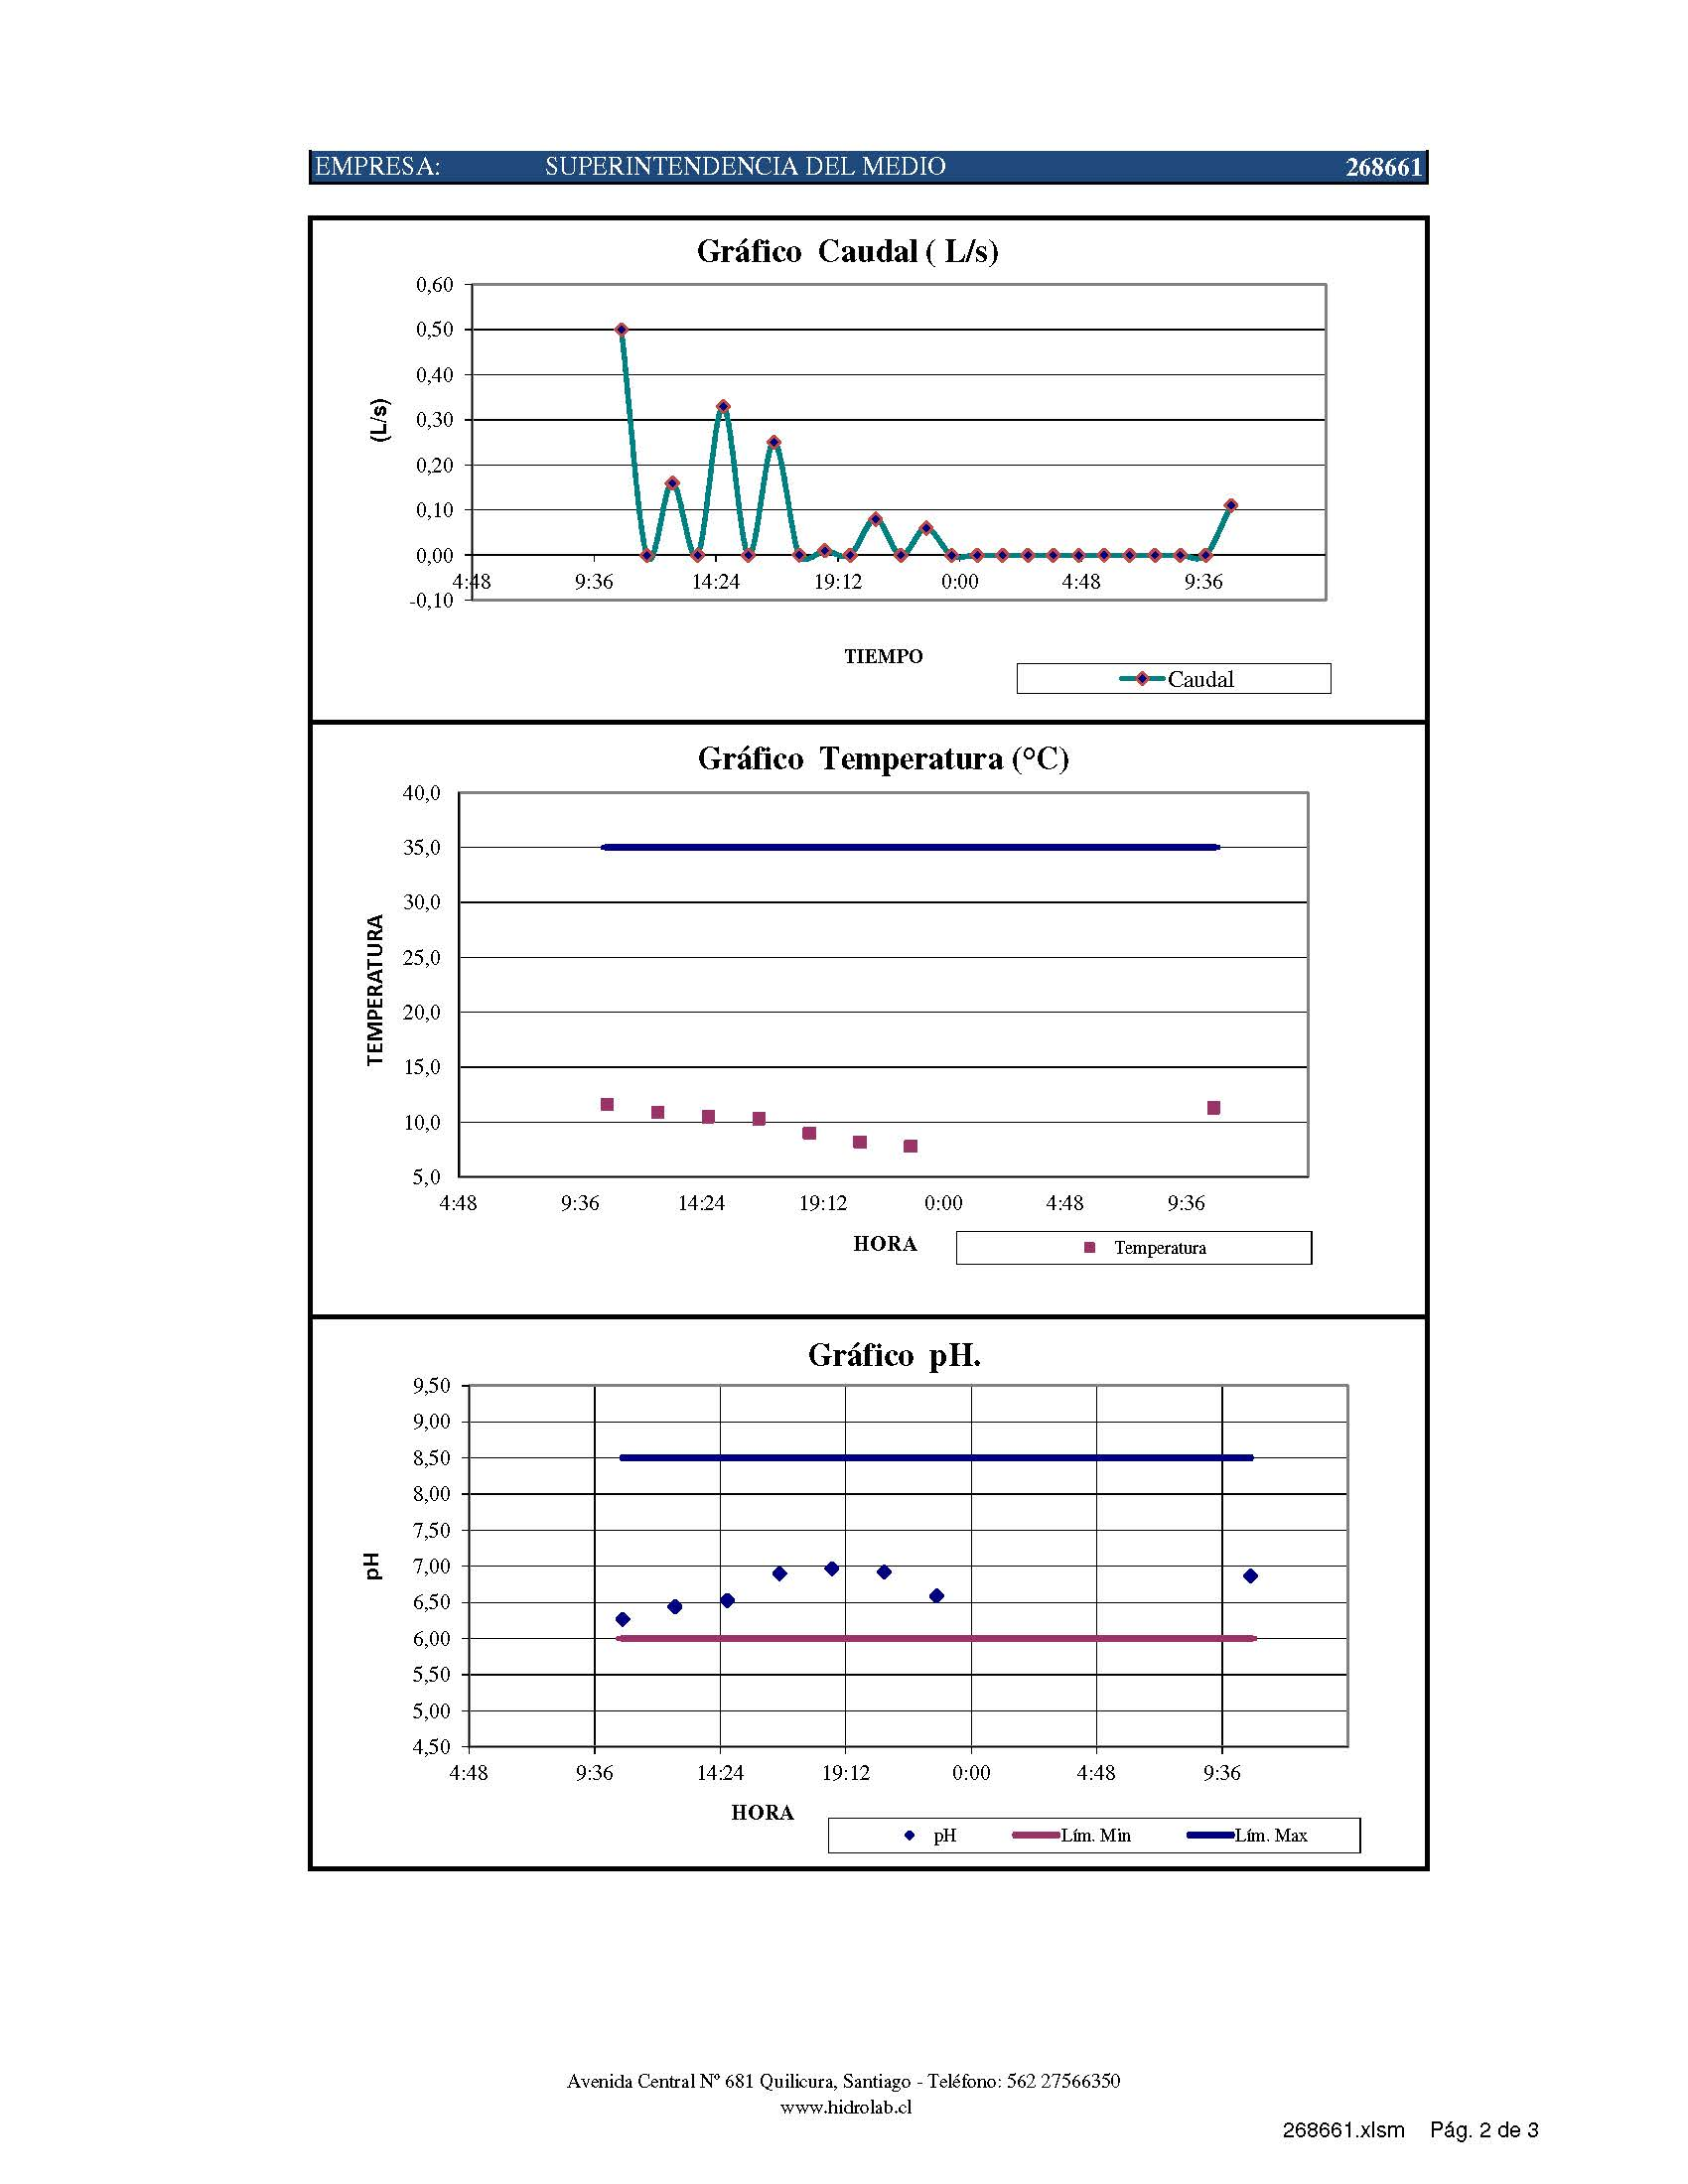 EMPRESA: SUPERINTENDENCIA DEL MEDIO 268661
Gráfico Caudal ( L/s)
0,60
0,50
0,40
0,30
0,20
0,10
0,00
-0,10
(L/s)
4:48 9:36 14:24 19:12 0:00 4:48 9:36
TIEMPO
Caudal
Gráfico Temperatura (°C)
40,0
35,0
30,0
25,0
20,0
15,0
10,0
5,0
TEMPERATURA
4:48 9:36 14:24 19:12 0:00 4:48 9:36
HORA
Temperatura
Gráfico pH.
9,50
9,00
8,50
8,00
7,50
7,00
6,50
6,00
5,50
5,00
4,50
pH
4:48 9:36 14:24 19:12 0:00 4:48 9:36
HORA
pH Lím. Min Lím. Max
Avenida Central Nº 681 Quilicura, Santiago - Teléfono: 562 27566350
www.hidrolab.cl
268661.xlsm Pág. 2 de 3